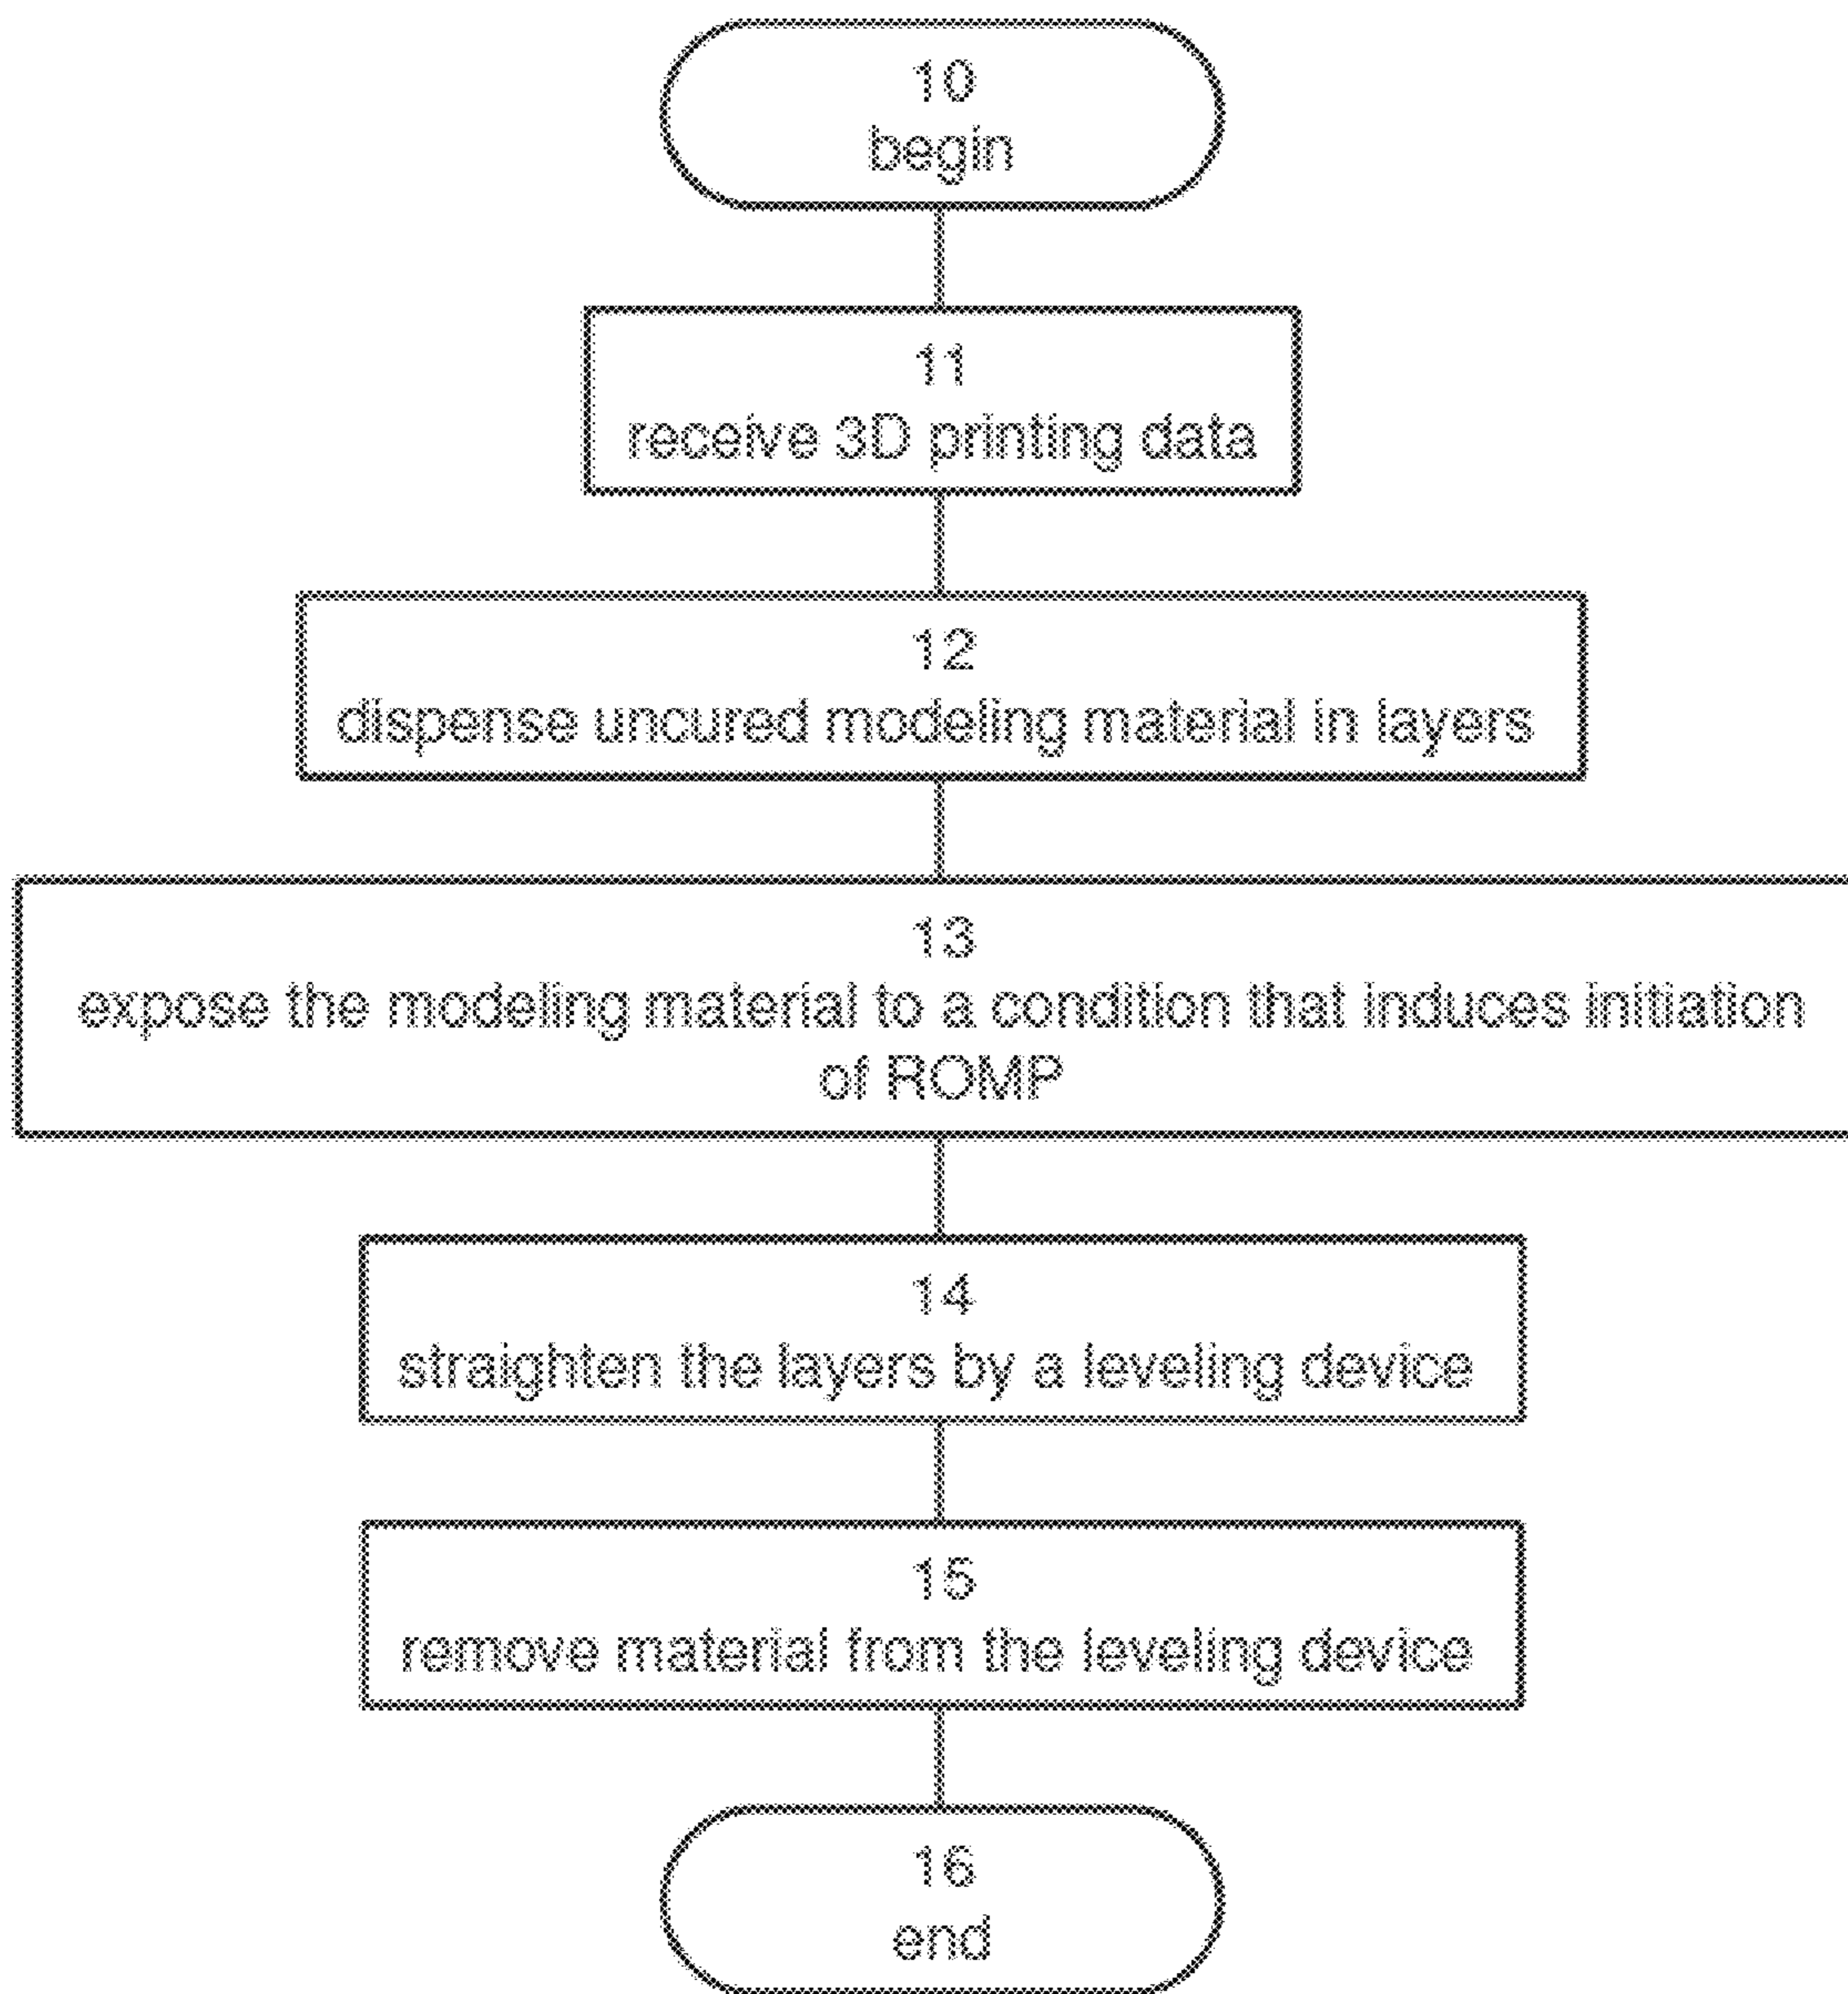 10
begin
11
receive 3D printing data
12
dispense uncured modeling material in layers
13
expose the modeling material to a condition that induces initiation
of ROMP
14
straighten the layers by a leveling device
15
remove material from the leveling device
16
end